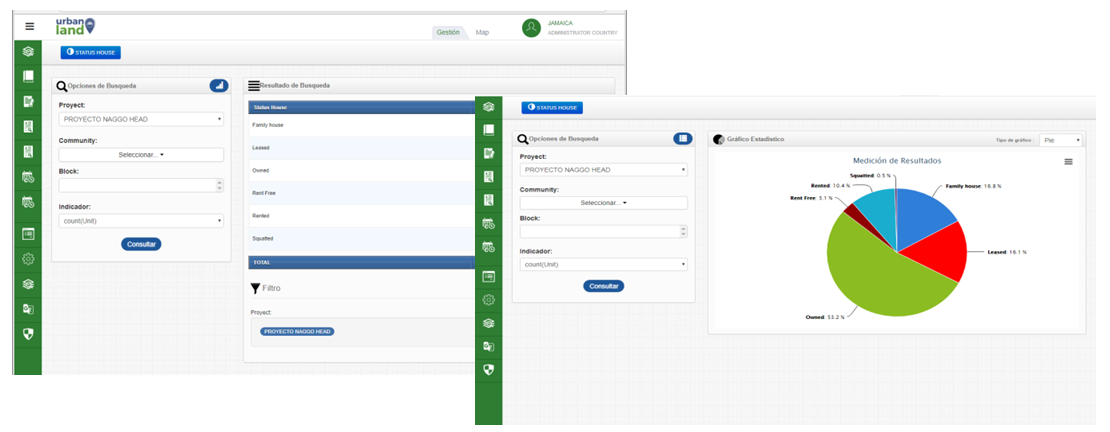 urban
land
Gestión Map
JAMAICA
ADMINISTRATOR COUNTRY
STATUS HOUSE
Opciones de Busqueda
Proyect:
PROYECTO NAGGO HEAD
Community:
Seleccionar...
Block:
Indicador:
count(Unit)
Consultar
Resultado de Busqueda
Status House
Family house
Leased
Owned
Rent Free
Rented
Squatted
TOTAL
Filtro
Proyect:
PROYECTO NAGGO HEAD
STATUS HOUSE
Opciones de Busqueda
Proyect:
PROYECTO NAGGO HEAD
Community:
Seleccionar...
Block:
Indicador:
count(Unit)
Consultar
Gráfico Estadístico
Tipo de gráfico : Pie
Medición de Resultados
Squatted: 0.5 %
Rented: 10.4 %
Rent Free: 3.1 %
Family house: 16.8 %
Leased: 16.1 %
Owned: 53.2 %